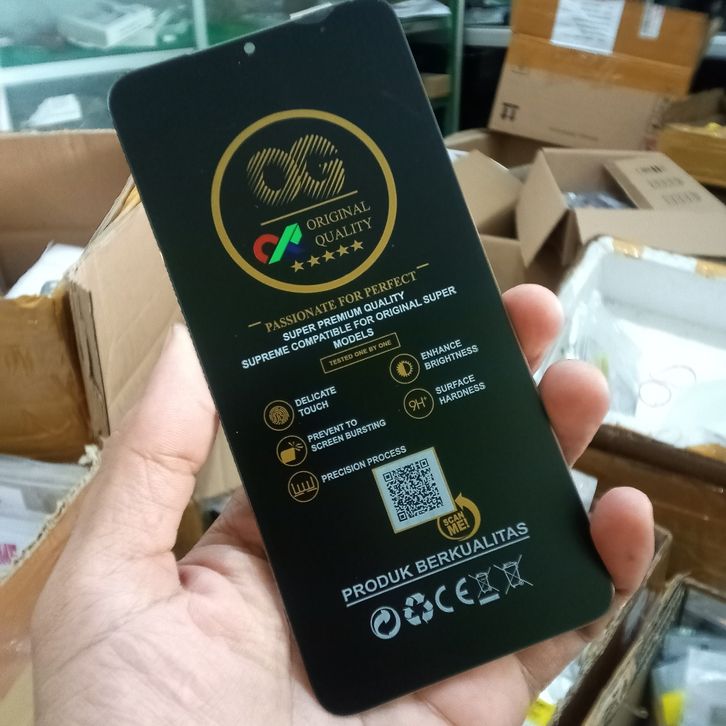 OG
ORIGINAL
QUALITY
PASSIONATE FOR PERFECT
SUPER PREMIUM QUALITY
SUPREME COMPATIBLE FOR ORIGINAL SUPER
MODELS
TESTED ONE BY ONE
DELICATE
TOUCH
ENHANCE
BRIGHTNESS
PREVENT TO
SCREEN BURSTING
9H+
SURFACE
HARDNESS
PRECISION PROCESS
SCAN
ME!
PRODUK BERKUALITAS
CE